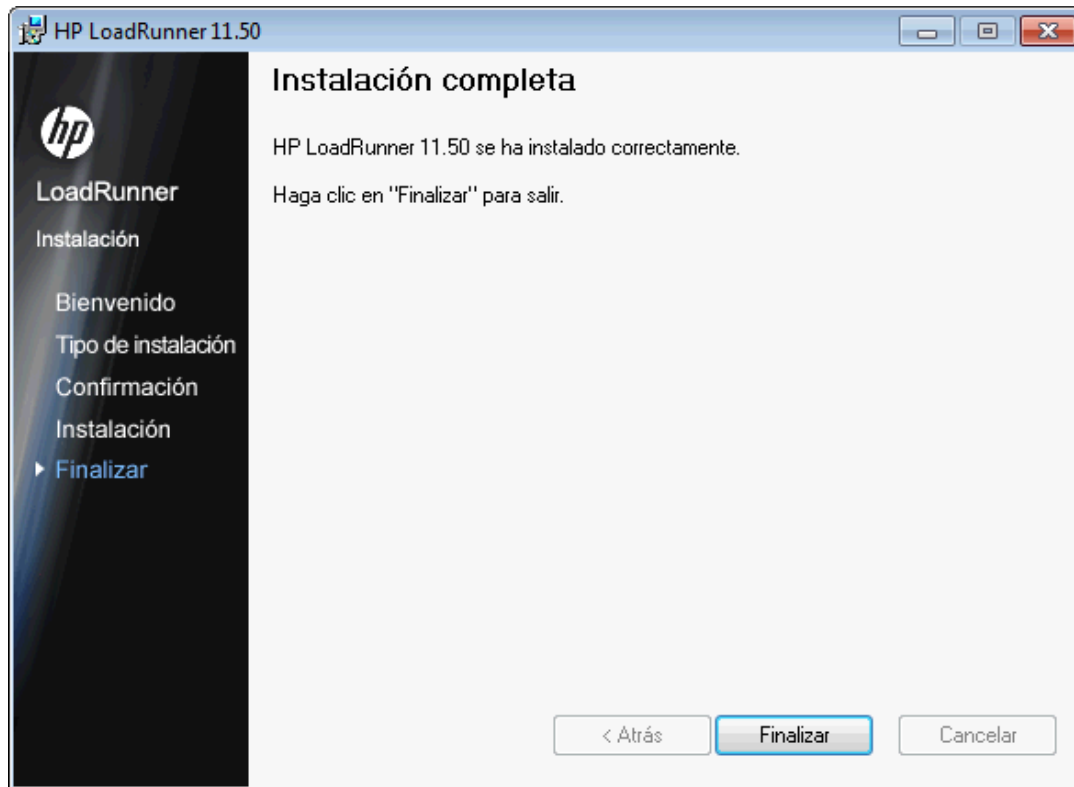 HP LoadRunner 11.50
hp
LoadRunner
Instalación
Bienvenido
Tipo de instalación
Confirmación
Instalación
Finalizar
Instalación completa
HP LoadRunner 11.50 se ha instalado correctamente.
Haga clic en "Finalizar" para salir.
< Atrás
Finalizar
Cancelar